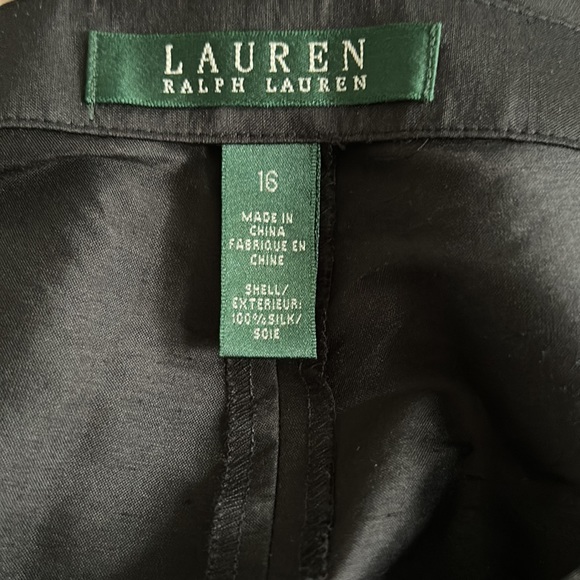 LAUREN
RALPH LAUREN
16
MADE IN
CHINA
FABRIQUE EN
CHINE
SHELL/
EXTERIEUR:
100%SILK/
SOIE